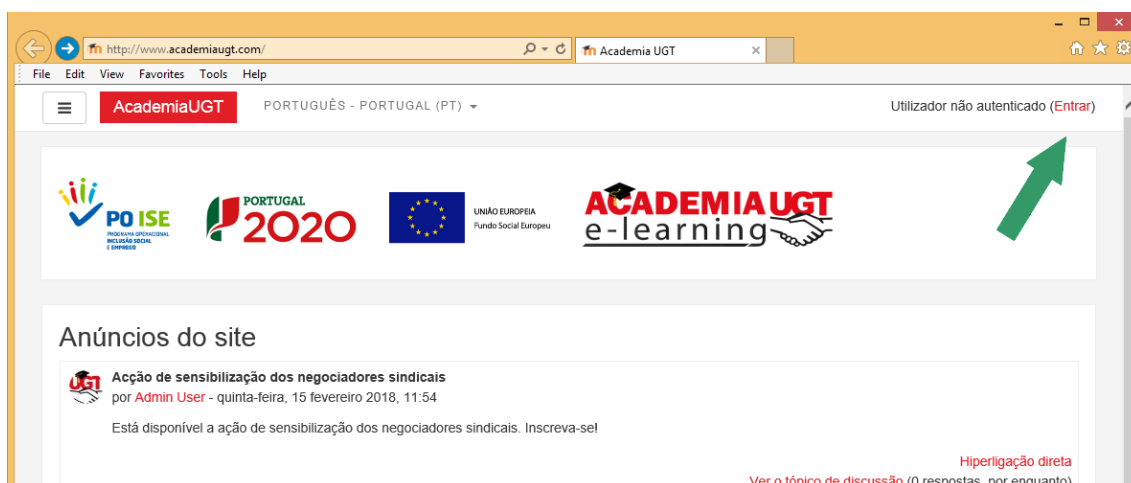 http://www.academiaugt.com/
Academia UGT
File Edit View Favorites Tools Help
AcademiaUGT
PORTUGUÊS - PORTUGAL (PT)
Utilizador não autenticado (Entrar)
PO ISE
PROGRAMA OPERACIONAL
INCLUSÃO SOCIAL
E EMPREGO
PORTUGAL
2020
UNIÃO EUROPEIA
Fundo Social Europeu
ACADEMIA UGT
e-learning
Anúncios do site
UGT
Acção de sensibilização dos negociadores sindicais
por Admin User - quinta-feira, 15 fevereiro 2018, 11:54
Está disponível a ação de sensibilização dos negociadores sindicais. Inscreva-se!
Hiperligação direta
Ver o tópico de discussão (0 respostas, por enquanto)